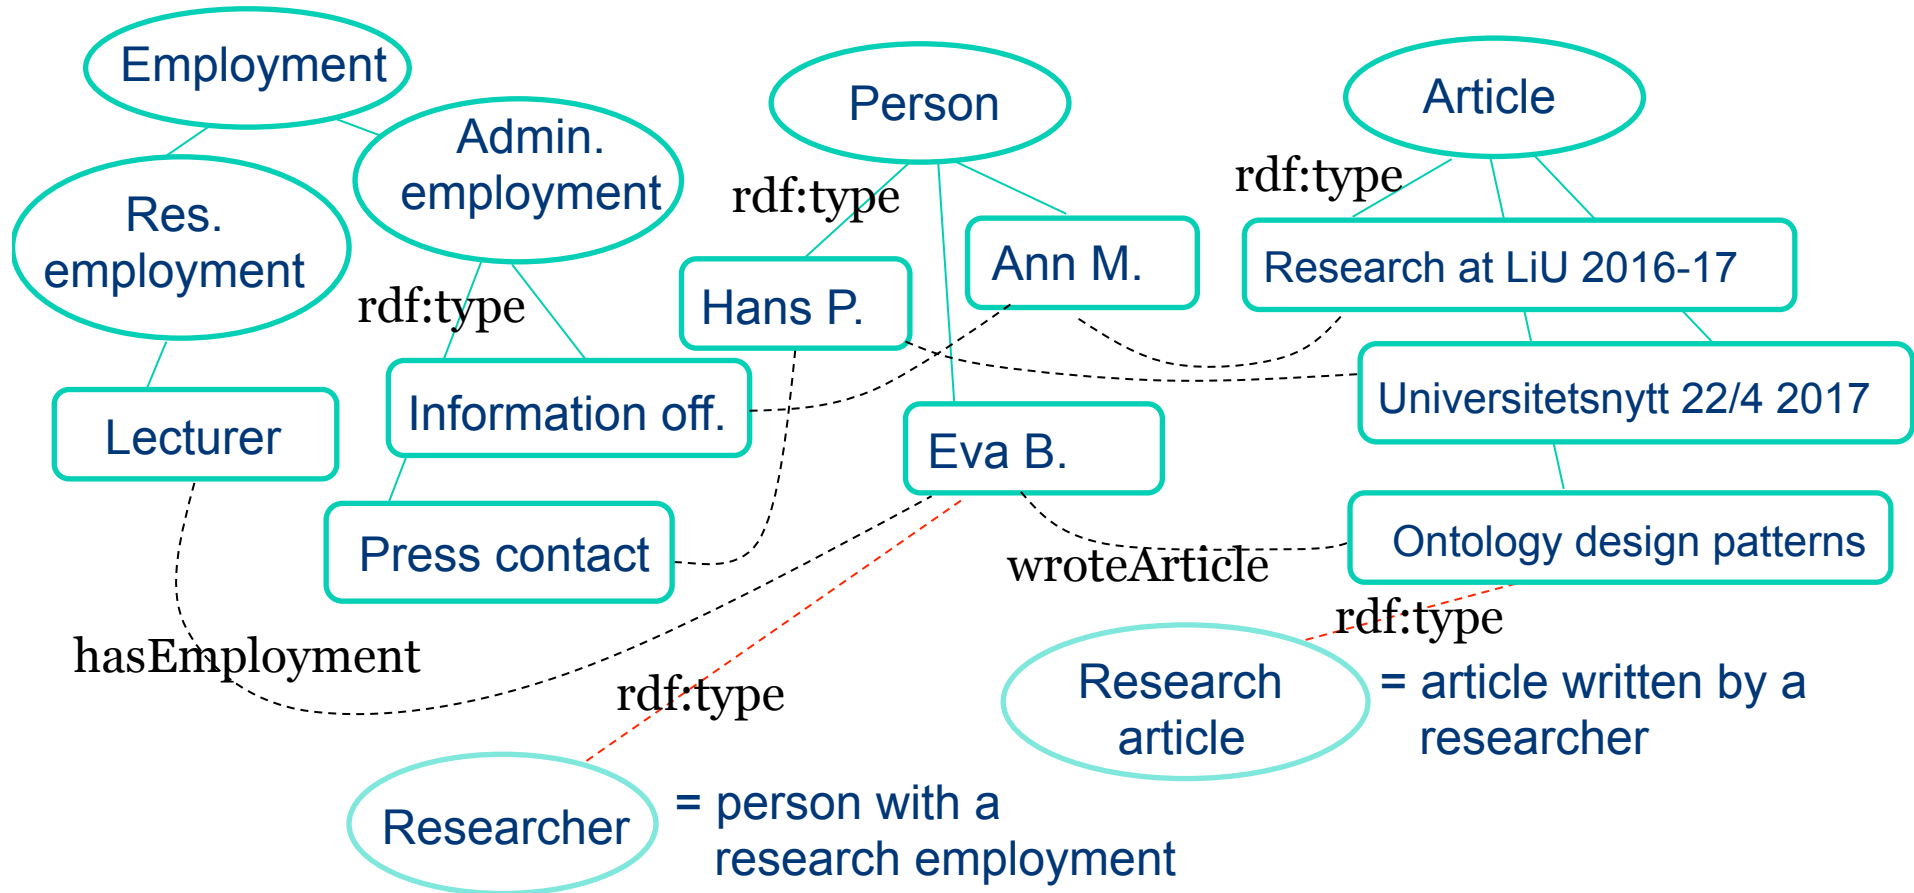 Employment
Admin.
employment
Person
Article
rdf:type
rdf:type
Res.
employment
Ann M.
Research at LiU 2016-17
Hans P.
rdf:type
Information off.
Universitetsnytt 22/4 2017
Lecturer
Eva B.
Press contact
Ontology design patterns
wroteArticle
rdf:type
hasEmployment
rdf:type
Research
article
= article written by a
researcher
Researcher
= person with a
research employment